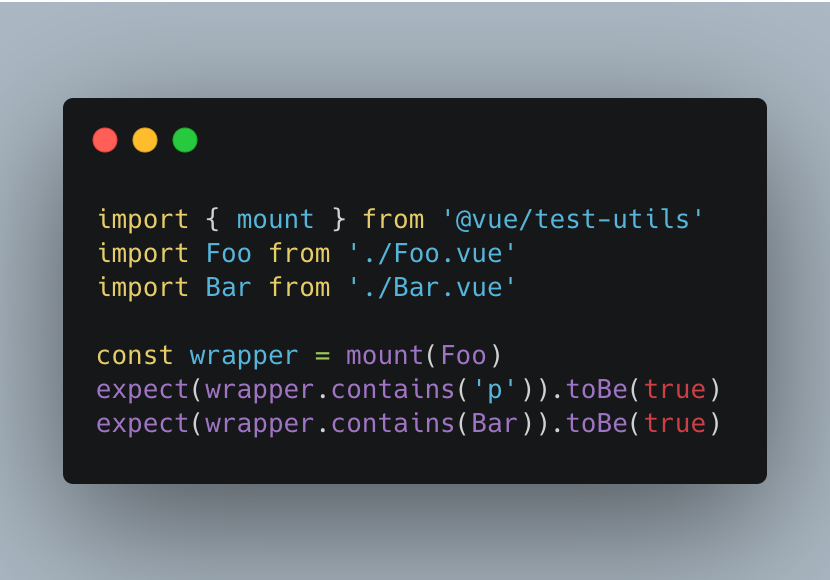 import { mount } from '@vue/test-utils'
import Foo from './Foo.vue'
import Bar from './Bar.vue'
const wrapper = mount(Foo)
expect(wrapper.contains('p')).toBe(true)
expect(wrapper.contains(Bar)).toBe(true)